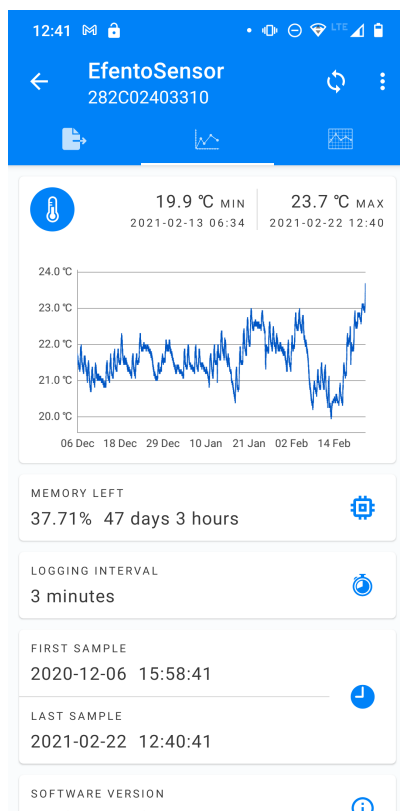 12:41 LTE
EfentoSensor
282C02403310
19.9 ℃ MIN 23.7 ℃ MAX
2021-02-13 06:34 2021-02-22 12:40
24.0 ℃
23.0 ℃
22.0 ℃
21.0 ℃
20.0 ℃
06 Dec 18 Dec 29 Dec 10 Jan 21 Jan 02 Feb 14 Feb
MEMORY LEFT
37.71% 47 days 3 hours
LOGGING INTERVAL
3 minutes
FIRST SAMPLE
2020-12-06 15:58:41
LAST SAMPLE
2021-02-22 12:40:41
SOFTWARE VERSION